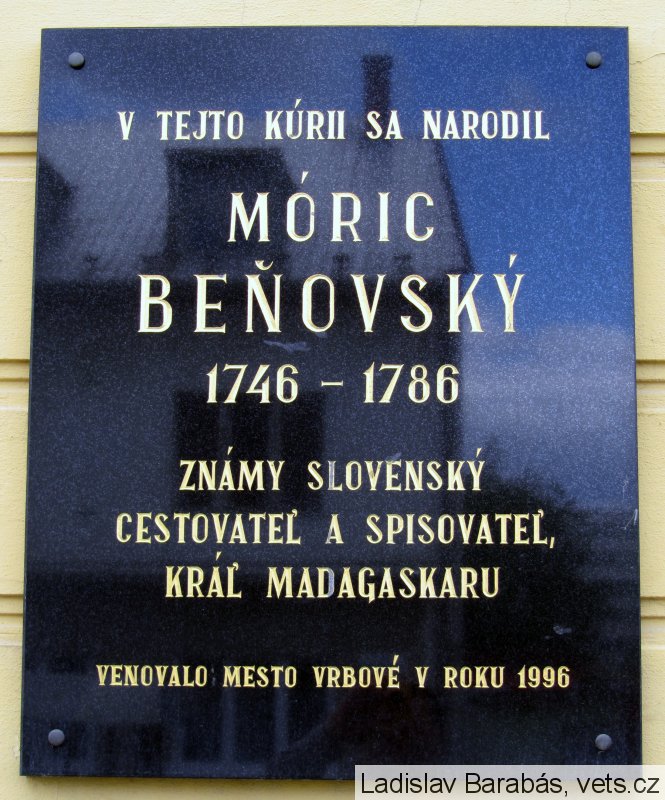 V TEJTO KÚRII SA NARODIL
MÓRIC
BEŇOVSKÝ
1746 – 1786
ZNÁMY SLOVENSKÝ
CESTOVATEĽ A SPISOVATEĽ,
KRÁĽ MADAGASKARU
VENOVALO MESTO VRBOVÉ V ROKU 1996
Ladislav Barabás, vets.cz